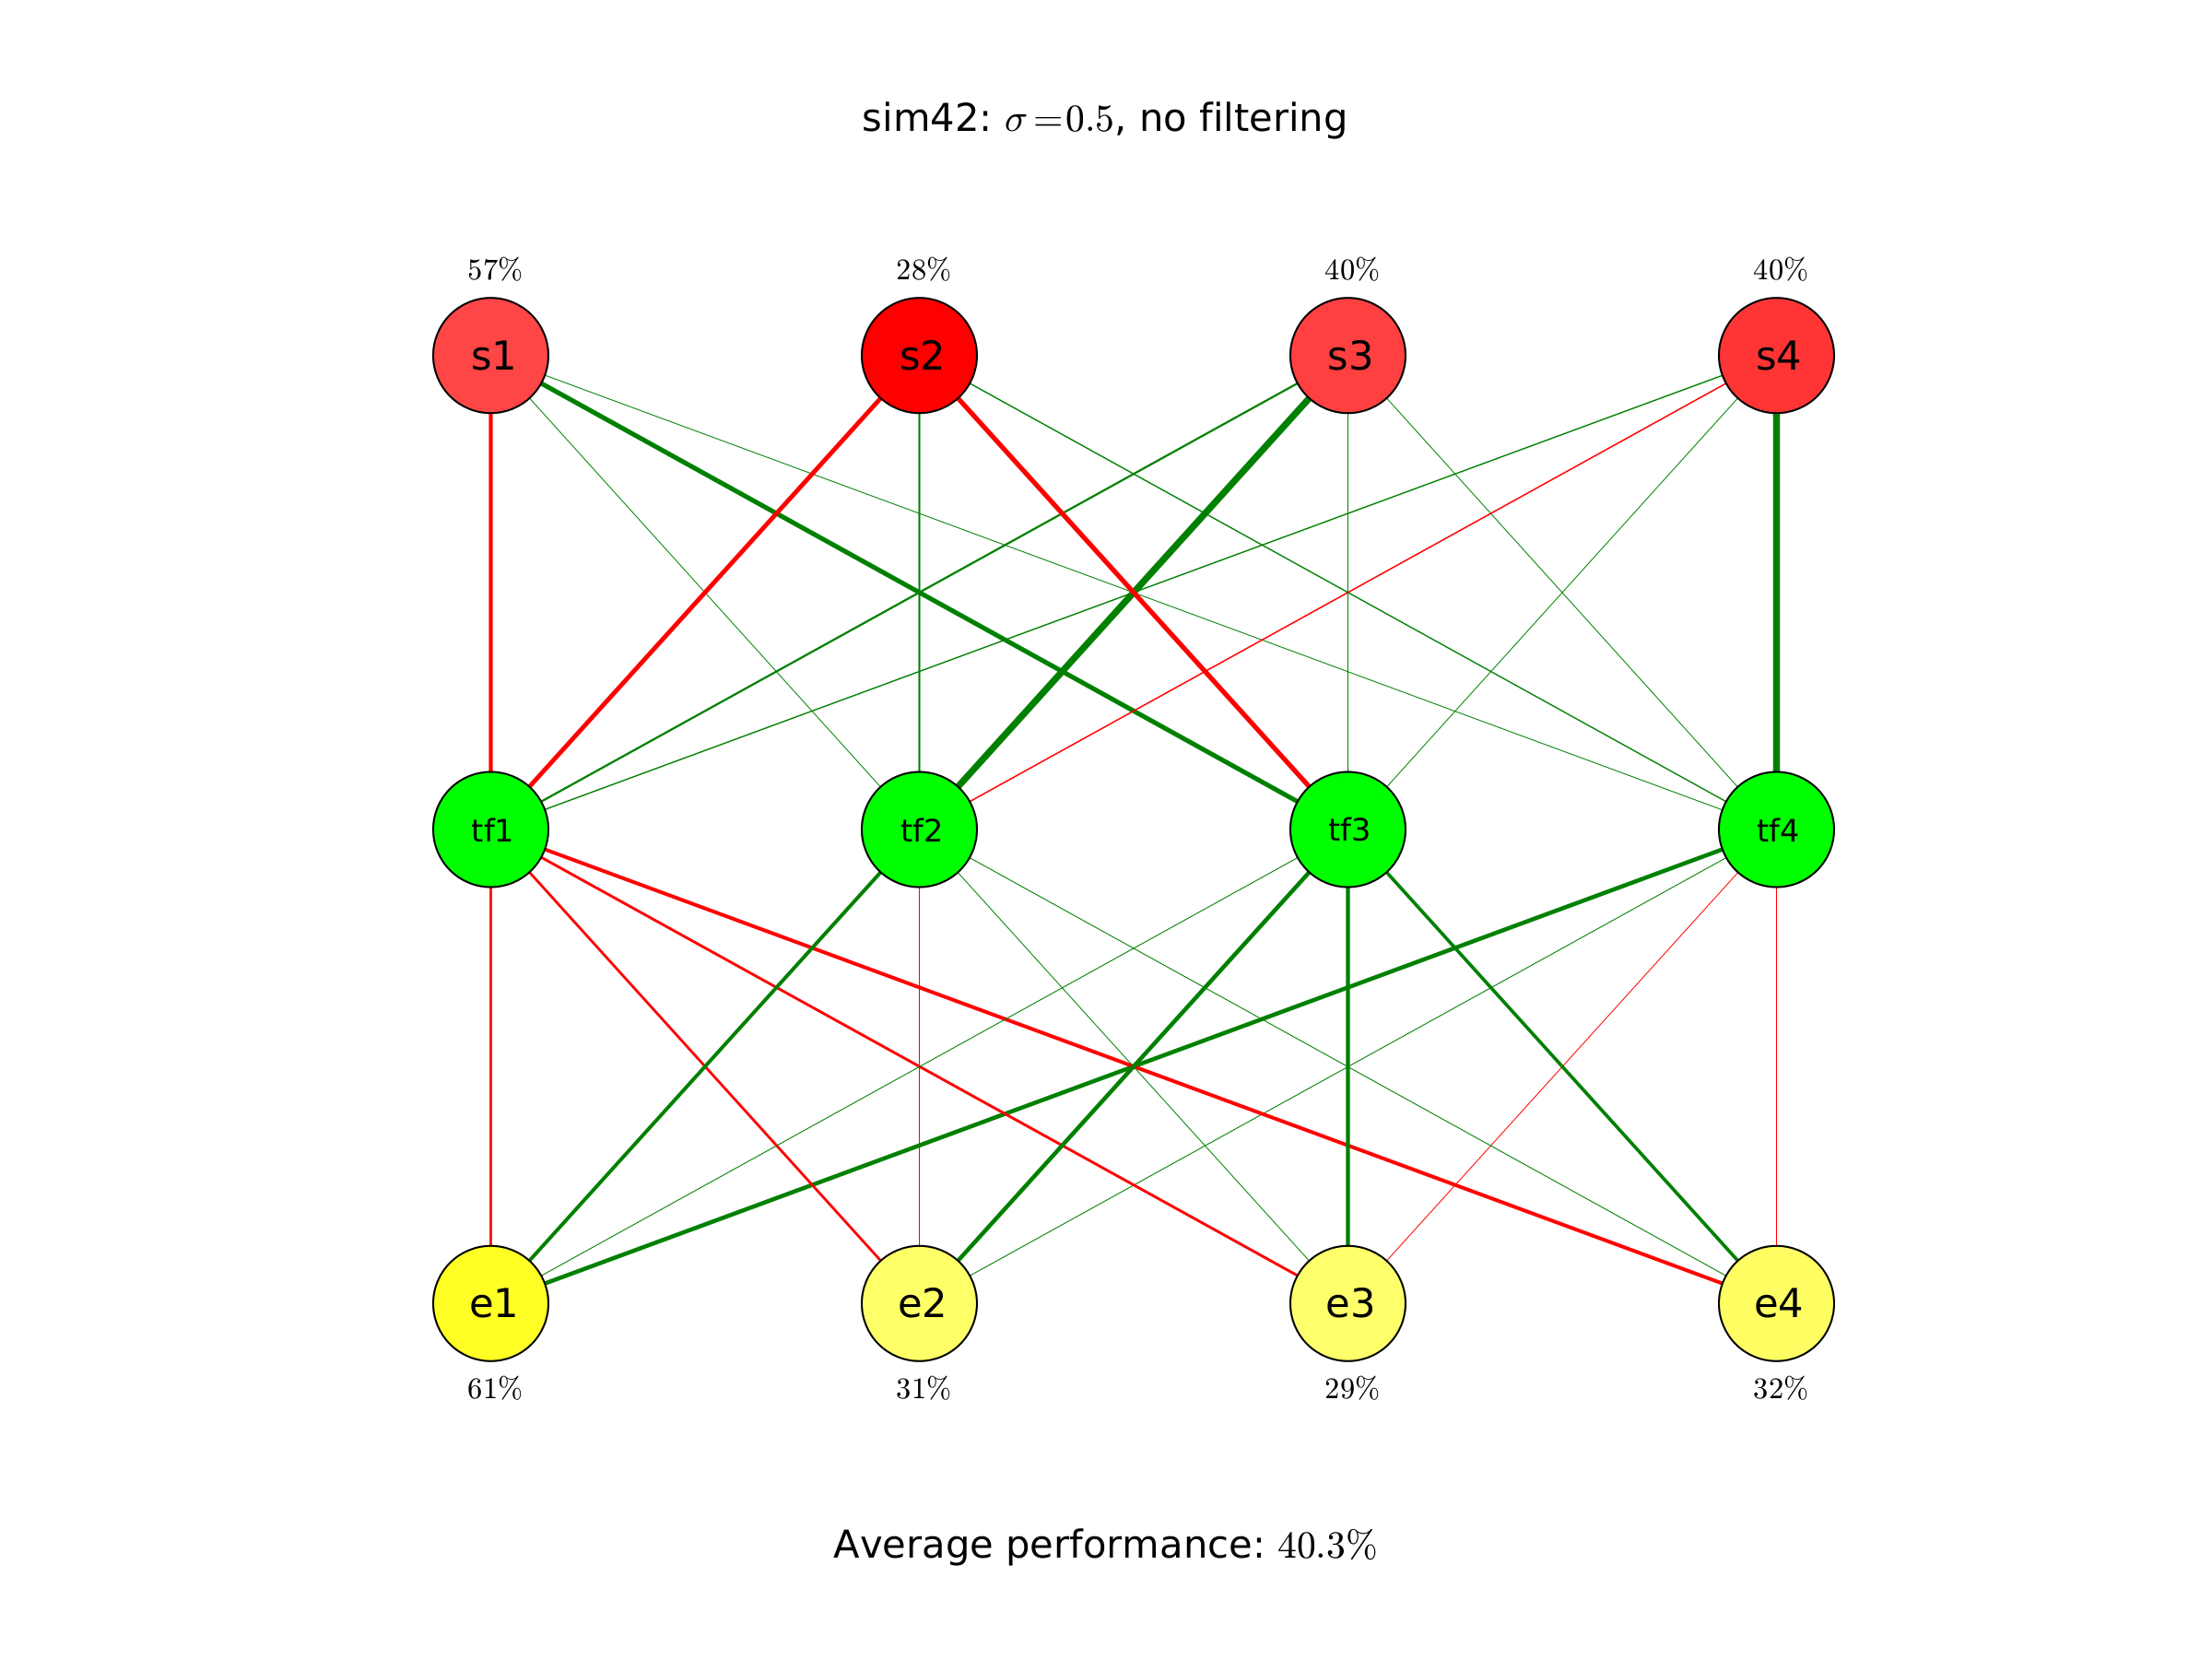 sim42: σ=0.5, no filtering
57% 28% 40% 40%
s1 s2 s3 s4
tf1 tf2 tf3 tf4
e1 e2 e3 e4
61% 31% 29% 32%
Average performance: 40.3%